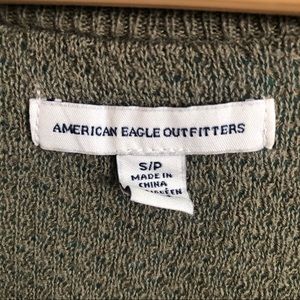 AMERICAN EAGLE OUTFITTERS
S/P
MADE IN
CHINA